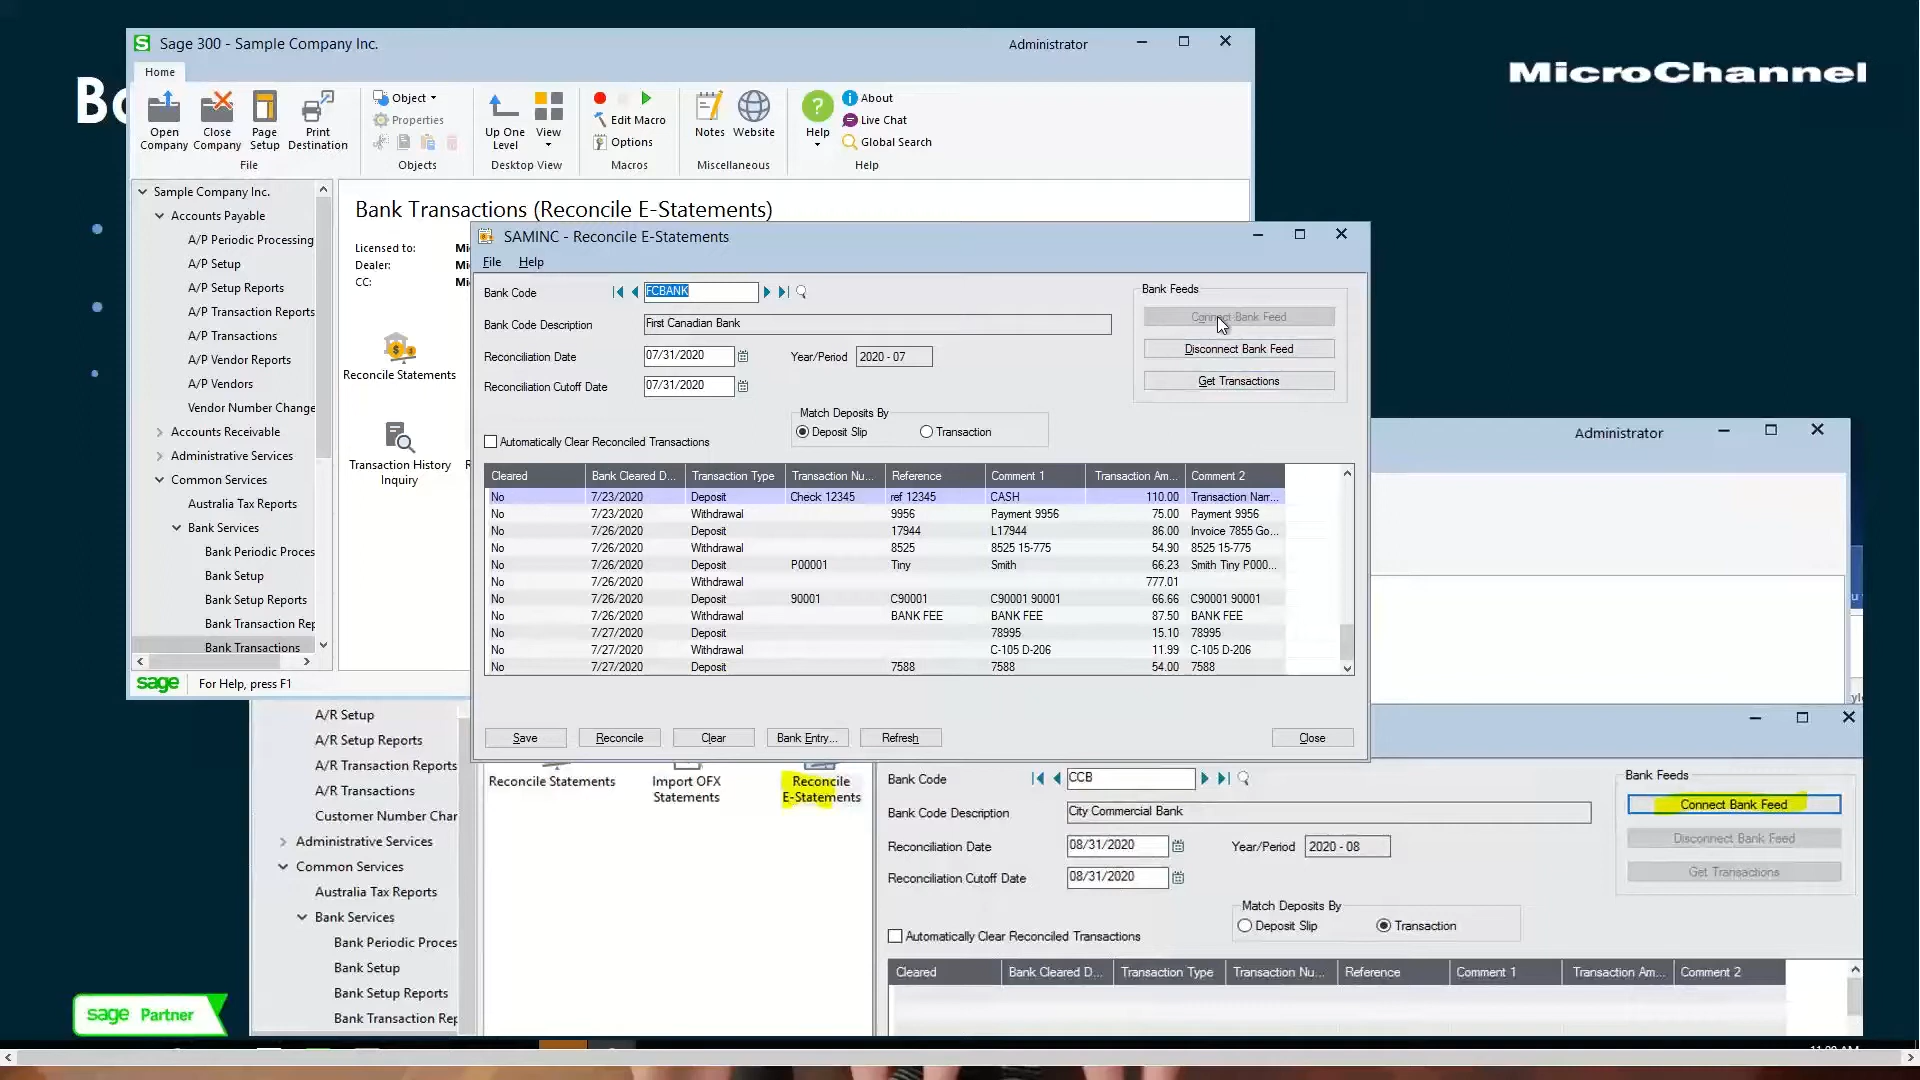 Sage 300 - Sample Company Inc.
Administrator
MicroChannel
Home
Open Company
Close Company
Page Setup
Print Destination
File
Object
Properties
Objects
Up One Level
View
Desktop View
Edit Macro
Options
Macros
Notes
Website
Miscellaneous
Help
About
Live Chat
Global Search
Help
Sample Company Inc.
Accounts Payable
A/P Periodic Processing
A/P Setup
A/P Setup Reports
A/P Transaction Reports
A/P Transactions
A/P Vendor Reports
A/P Vendors
Vendor Number Change
Accounts Receivable
Administrative Services
Common Services
Australia Tax Reports
Bank Services
Bank Periodic Proces
Bank Setup
Bank Setup Reports
Bank Transaction Rep
Bank Transactions
sage
For Help, press F1
Bank Transactions (Reconcile E-Statements)
Licensed to:
Dealer:
CC:
Reconcile Statements
Transaction History Inquiry
SAMINC - Reconcile E-Statements
File Help
Bank Code FCBANK
Bank Code Description First Canadian Bank
Reconciliation Date 07/31/2020 Year/Period 2020 - 07
Reconciliation Cutoff Date 07/31/2020
Match Deposits By
Deposit Slip Transaction
Automatically Clear Reconciled Transactions
Bank Feeds
Connect Bank Feed
Disconnect Bank Feed
Get Transactions
Cleared Bank Cleared D... Transaction Type Transaction Nu... Reference Comment 1 Transaction Am... Comment 2
No 7/23/2020 Deposit Check 12345 ref 12345 CASH 110.00 Transaction Narr...
No 7/23/2020 Withdrawal 9956 Payment 9956 75.00 Payment 9956
No 7/26/2020 Deposit 17944 L17944 86.00 Invoice 7855 Go...
No 7/26/2020 Withdrawal 8525 8525 15-775 54.90 8525 15-775
No 7/26/2020 Deposit P00001 Tiny Smith 66.23 Smith Tiny P000...
No 7/26/2020 Withdrawal 777.01
No 7/26/2020 Deposit 90001 C90001 C90001 90001 66.66 C90001 90001
No 7/26/2020 Withdrawal BANK FEE BANK FEE 87.50 BANK FEE
No 7/27/2020 Deposit 78995 15.10 78995
No 7/27/2020 Withdrawal C-105 D-206 11.99 C-105 D-206
No 7/27/2020 Deposit 7588 7588 54.00 7588
Save Reconcile Clear Bank Entry... Refresh Close
Administrator
A/R Setup
A/R Setup Reports
A/R Transaction Reports
A/R Transactions
Customer Number Char
Administrative Services
Common Services
Australia Tax Reports
Bank Services
Bank Periodic Proces
Bank Setup
Bank Setup Reports
Bank Transaction Rep
Reconcile Statements
Import OFX Statements
Reconcile E-Statements
Bank Code CCB
Bank Code Description City Commercial Bank
Reconciliation Date 08/31/2020 Year/Period 2020 - 08
Reconciliation Cutoff Date 08/31/2020
Match Deposits By
Deposit Slip Transaction
Automatically Clear Reconciled Transactions
Bank Feeds
Connect Bank Feed
Disconnect Bank Feed
Get Transactions
Cleared Bank Cleared D... Transaction Type Transaction Nu... Reference Comment 1 Transaction Am... Comment 2
sage Partner